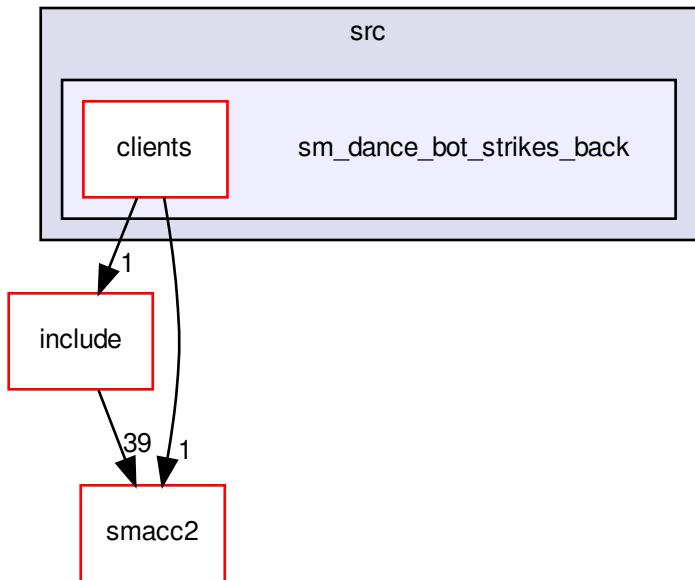 src
clients
sm_dance_bot_strikes_back
1
include
39
1
smacc2